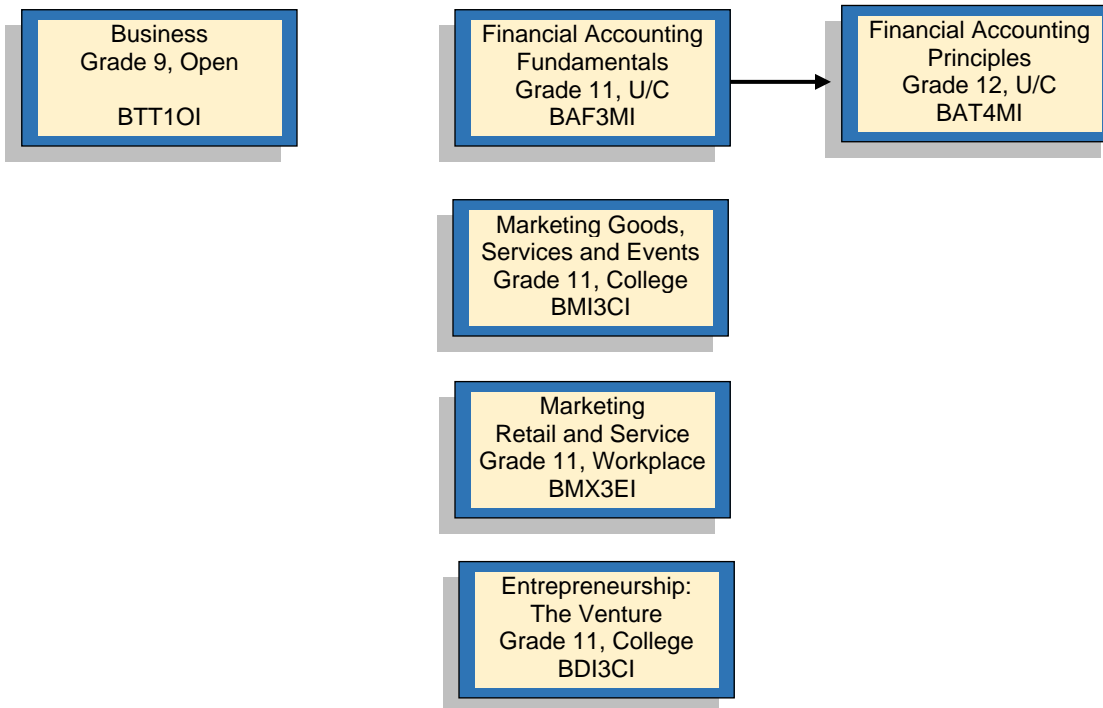 Business
Grade 9, Open
BTT1OI
Financial Accounting
Fundamentals
Grade 11, U/C
BAF3MI
Financial Accounting
Principles
Grade 12, U/C
BAT4MI
Marketing Goods,
Services and Events
Grade 11, College
BMI3CI
Marketing
Retail and Service
Grade 11, Workplace
BMX3EI
Entrepreneurship:
The Venture
Grade 11, College
BDI3CI